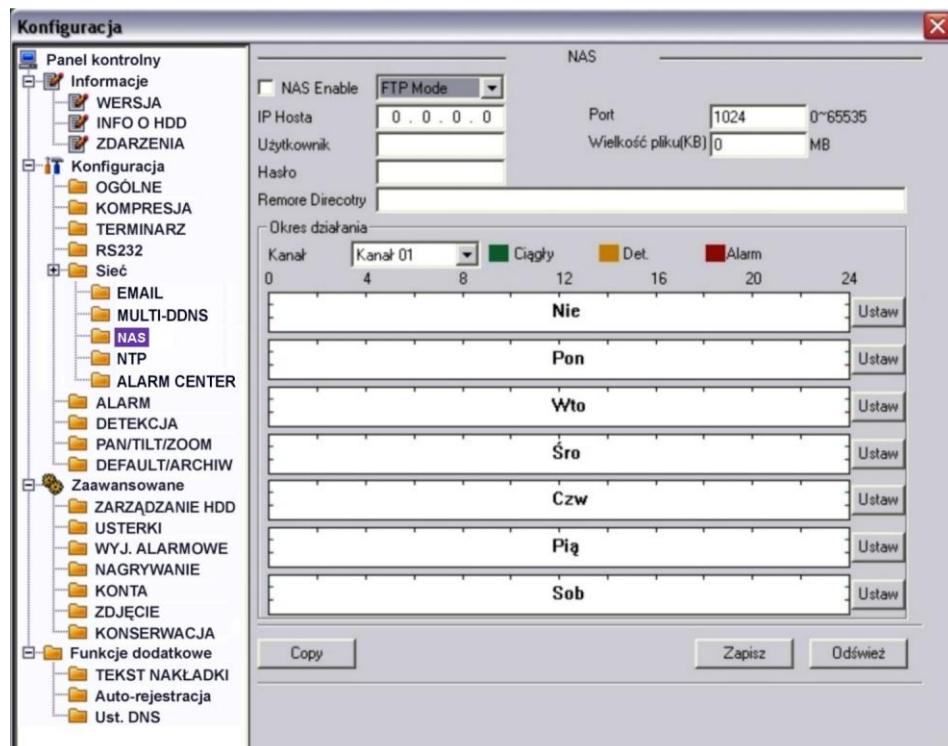 Konfiguracja
Panel kontrolny
Informacje
WERSJA
INFO O HDD
ZDARZENIA
Konfiguracja
OGÓLNE
KOMPRESJA
TERMINARZ
RS232
Sieć
EMAIL
MULTI-DDNS
NAS
NTP
ALARM CENTER
ALARM
DETEKCJA
PAN/TILT/ZOOM
DEFAULT/ARCHIW
Zaawansowane
ZARZĄDZANIE HDD
USTERKI
WYJ. ALARMOWE
NAGRYWANIE
KONTA
ZDJĘCIE
KONSERWACJA
Funkcje dodatkowe
TEKST NAKŁADKI
Auto-rejestracja
Ust. DNS
NAS
NAS Enable FTP Mode
IP Hosta 0 . 0 . 0 . 0 Port 1024 0~65535
Użytkownik Wielkość pliku(KB) 0 MB
Hasło
Remore Direcotry
Okres działania
Kanał Kanał 01 Ciągły Det. Alarm
0 4 8 12 16 20 24
Nie Ustaw
Pon Ustaw
Wto Ustaw
Śro Ustaw
Czw Ustaw
Pią Ustaw
Sob Ustaw
Copy Zapisz Odśwież